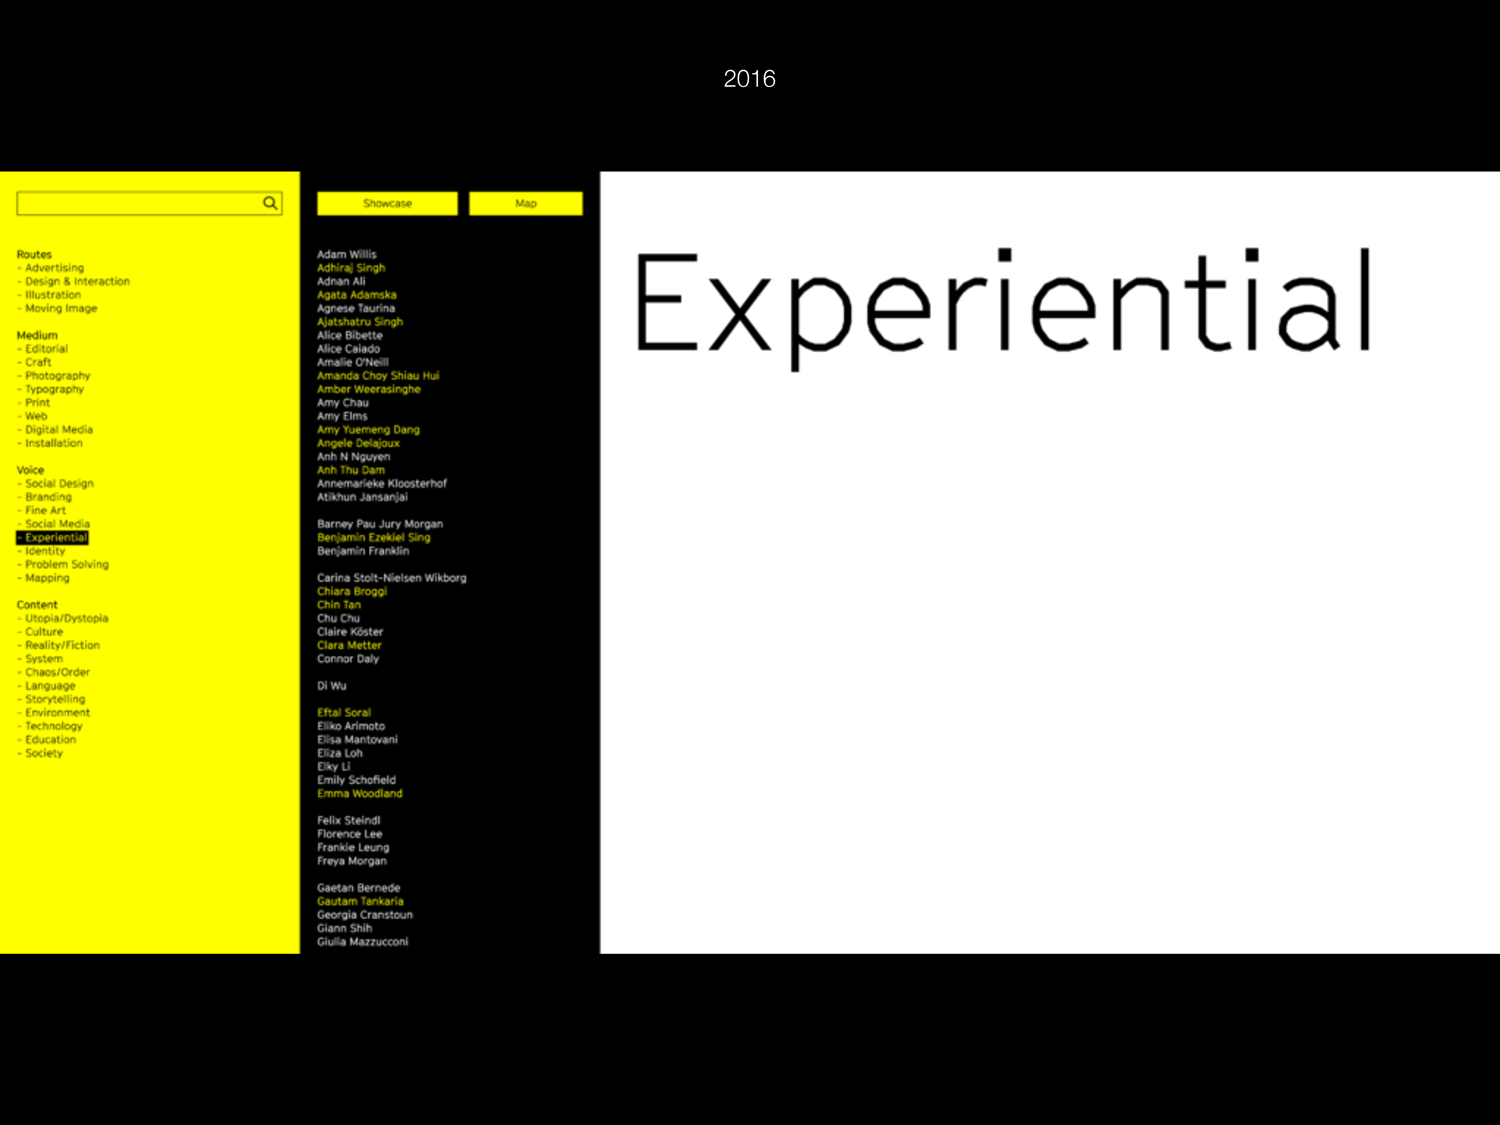 2016
Routes
- Advertising
- Design & Interaction
- Illustration
- Moving Image
Medium
- Editorial
- Craft
- Photography
- Typography
- Print
- Web
- Digital Media
- Installation
Voice
- Social Design
- Branding
- Fine Art
- Social Media
- Experiential
- Identity
- Problem Solving
- Mapping
Content
- Utopia/Dystopia
- Culture
- Reality/Fiction
- System
- Chaos/Order
- Language
- Storytelling
- Environment
- Technology
- Education
- Society
Showcase
Map
Adam Willis
Adhiraj Singh
Adnan Ali
Agata Adamska
Agnese Taurina
Ajatshatru Singh
Alice Bibette
Alice Caiado
Amalie O'Neill
Amanda Choy Shiau Hui
Amber Weerasinghe
Amy Chau
Amy Elms
Amy Yuemeng Dang
Angele Delajoux
Anh N Nguyen
Anh Thu Dam
Annemarieke Kloosterhof
Atikhun Jansanjai
Barney Pau Jury Morgan
Benjamin Ezekiel Sing
Benjamin Franklin
Carina Stolt-Nielsen Wikborg
Chiara Broggi
Chin Tan
Chu Chu
Claire Köster
Clara Metter
Connor Daly
Di Wu
Eftal Soral
Eliko Arimoto
Elisa Mantovani
Eliza Loh
Elky Li
Emily Schofield
Emma Woodland
Felix Steindl
Florence Lee
Frankie Leung
Freya Morgan
Gaetan Bernede
Gautam Tankaria
Georgia Cranstoun
Giann Shih
Giulia Mazzucconi
Experiential